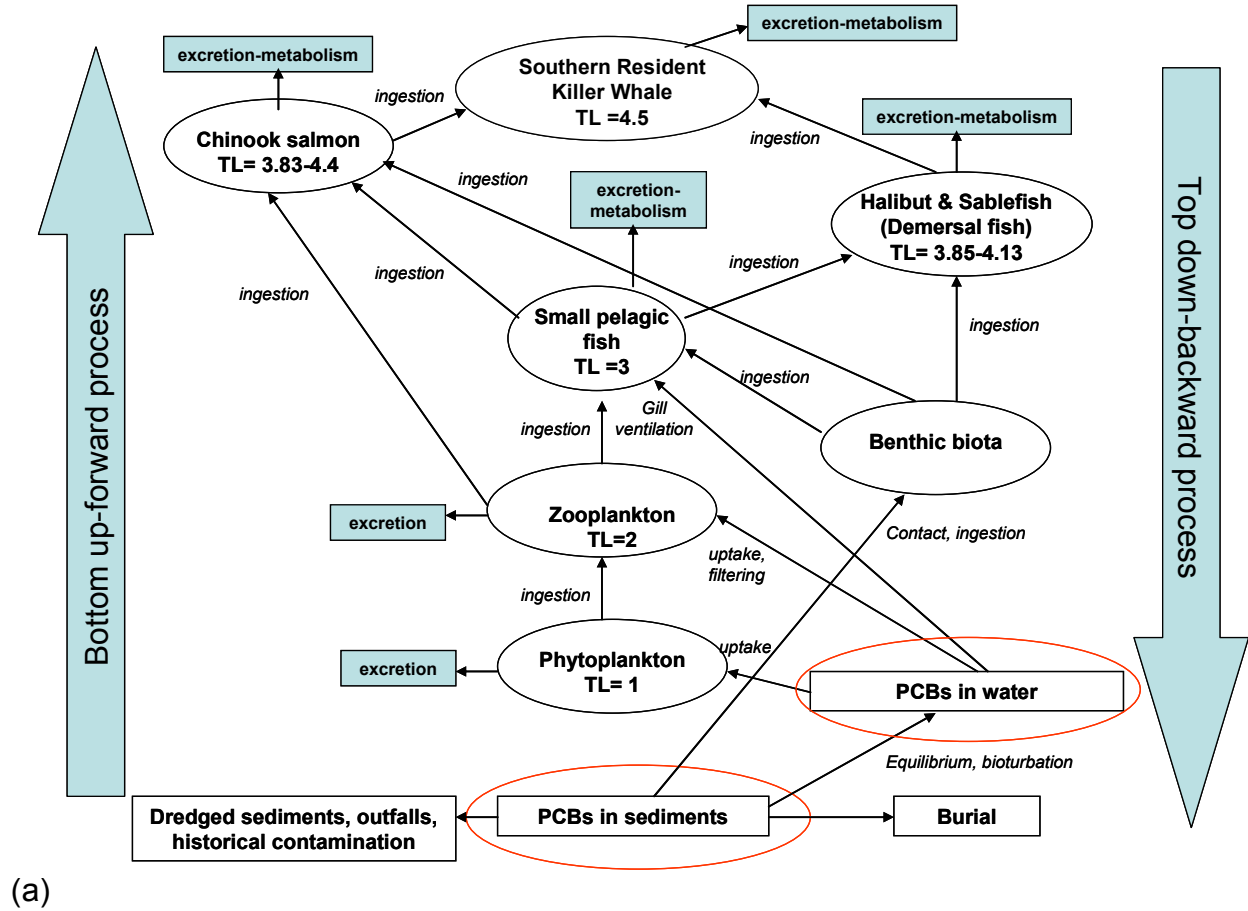 excretion-metabolism
excretion-metabolism
Southern Resident
Killer Whale
TL =4.5
ingestion
Chinook salmon
TL= 3.83-4.4
excretion-metabolism
ingestion
ingestion
excretion-
metabolism
Halibut & Sablefish
(Demersal fish)
TL= 3.85-4.13
ingestion
ingestion
ingestion
Small pelagic
fish
TL =3
ingestion
ingestion
Gill
ventilation
ingestion
Benthic biota
excretion
Zooplankton
TL=2
Contact, ingestion
uptake,
filtering
ingestion
excretion
Phytoplankton
TL= 1
uptake
PCBs in water
Equilibrium, bioturbation
Dredged sediments, outfalls,
historical contamination
PCBs in sediments
Burial
Bottom up-forward process
Top down-backward process
(a)